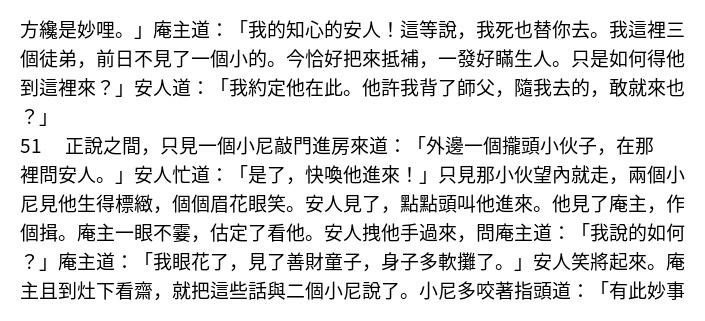 方纔是妙哩。」庵主道：「我的知心的安人！這等說，我死也替你去。我這裡三
個徒弟，前日不見了一個小的。今恰好把來抵補，一發好瞞生人。只是如何得他
到這裡來？」安人道：「我約定他在此。他許我背了師父，隨我去的，敢就來也
？」
51 正說之間，只見一個小尼敲門進房來道：「外邊一個攏頭小伙子，在那
裡問安人。」安人忙道：「是了，快喚他進來！」只見那小伙望內就走，兩個小
尼見他生得標緻，個個眉花眼笑。安人見了，點點頭叫他進來。他見了庵主，作
個揖。庵主一眼不霎，估定了看他。安人拽他手過來，問庵主道：「我說的如何
？」庵主道：「我眼花了，見了善財童子，身子多軟攤了。」安人笑將起來。庵
主且到灶下看齋，就把這些話與二個小尼說了。小尼多咬著指頭道：「有此妙事